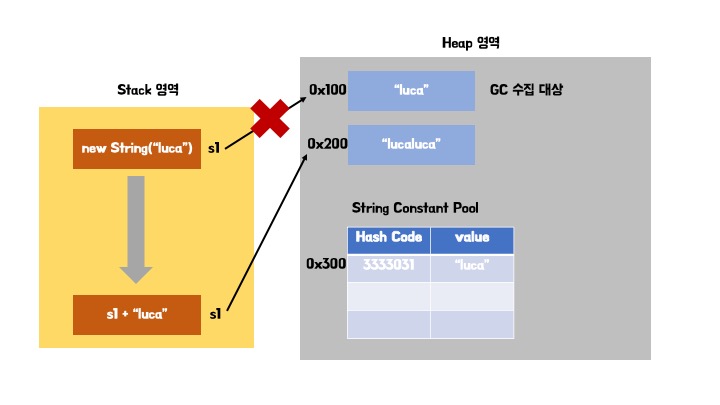 Heap 영역
Stack 영역
0x100
"luca"
GC 수집 대상
new String("luca")
s1
0x200
"lucaluca"
String Constant Pool
Hash Code
value
0x300
3333031
"luca"
s1 + "luca"
s1